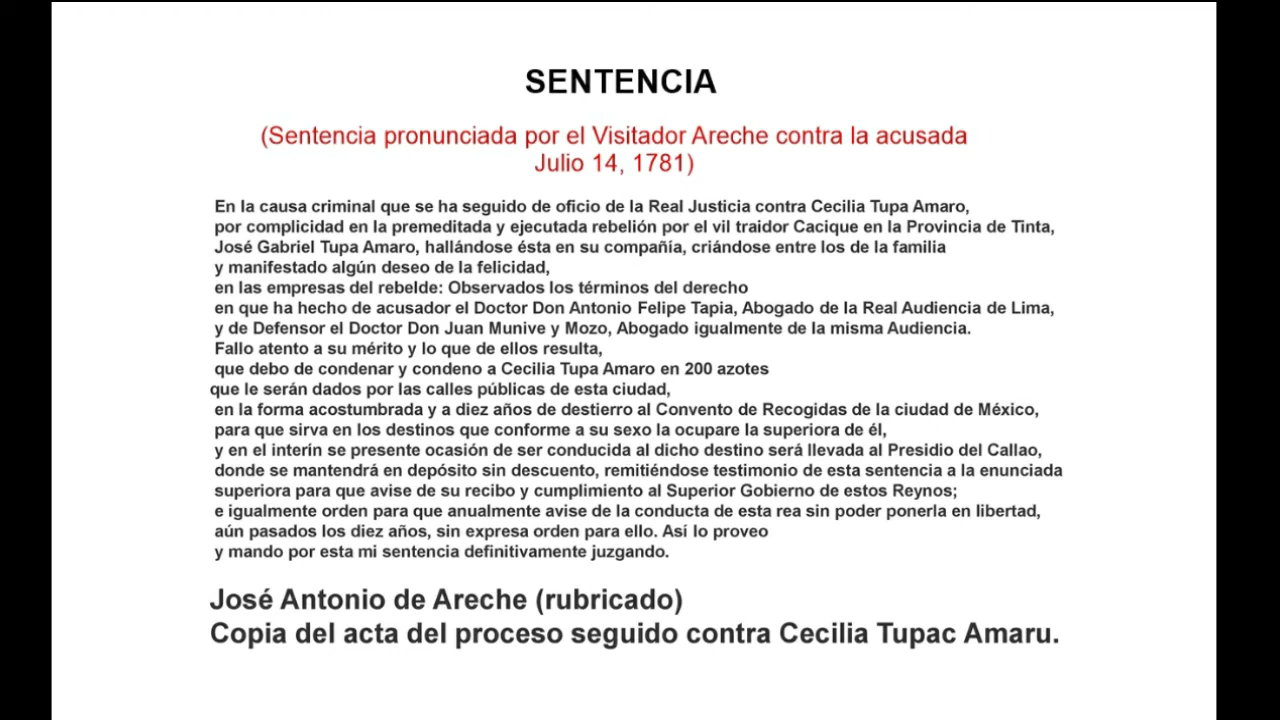 SENTENCIA
(Sentencia pronunciada por el Visitador Areche contra la acusada
Julio 14, 1781)
En la causa criminal que se ha seguido de oficio de la Real Justicia contra Cecilia Tupa Amaro,
por complicidad en la premeditada y ejecutada rebelión por el vil traidor Cacique en la Provincia de Tinta,
José Gabriel Tupa Amaro, hallándose ésta en su compañía, criándose entre los de la familia
y manifestado algún deseo de la felicidad,
en las empresas del rebelde: Observados los términos del derecho
en que ha hecho de acusador el Doctor Don Antonio Felipe Tapia, Abogado de la Real Audiencia de Lima,
y de Defensor el Doctor Don Juan Munive y Mozo, Abogado igualmente de la misma Audiencia.
Fallo atento a su mérito y lo que de ellos resulta,
que debo de condenar y condeno a Cecilia Tupa Amaro en 200 azotes
que le serán dados por las calles públicas de esta ciudad,
en la forma acostumbrada y a diez años de destierro al Convento de Recogidas de la ciudad de México,
para que sirva en los destinos que conforme a su sexo la ocupare la superiora de él,
y en el interín se presente ocasión de ser conducida al dicho destino será llevada al Presidio del Callao,
donde se mantendrá en depósito sin descuento, remitiéndose testimonio de esta sentencia a la enunciada
superiora para que avise de su recibo y cumplimiento al Superior Gobierno de estos Reynos;
e igualmente orden para que anualmente avise de la conducta de esta rea sin poder ponerla en libertad,
aún pasados los diez años, sin expresa orden para ello. Así lo proveo
y mando por esta mi sentencia definitivamente juzgando.
José Antonio de Areche (rubricado)
Copia del acta del proceso seguido contra Cecilia Tupac Amaru.